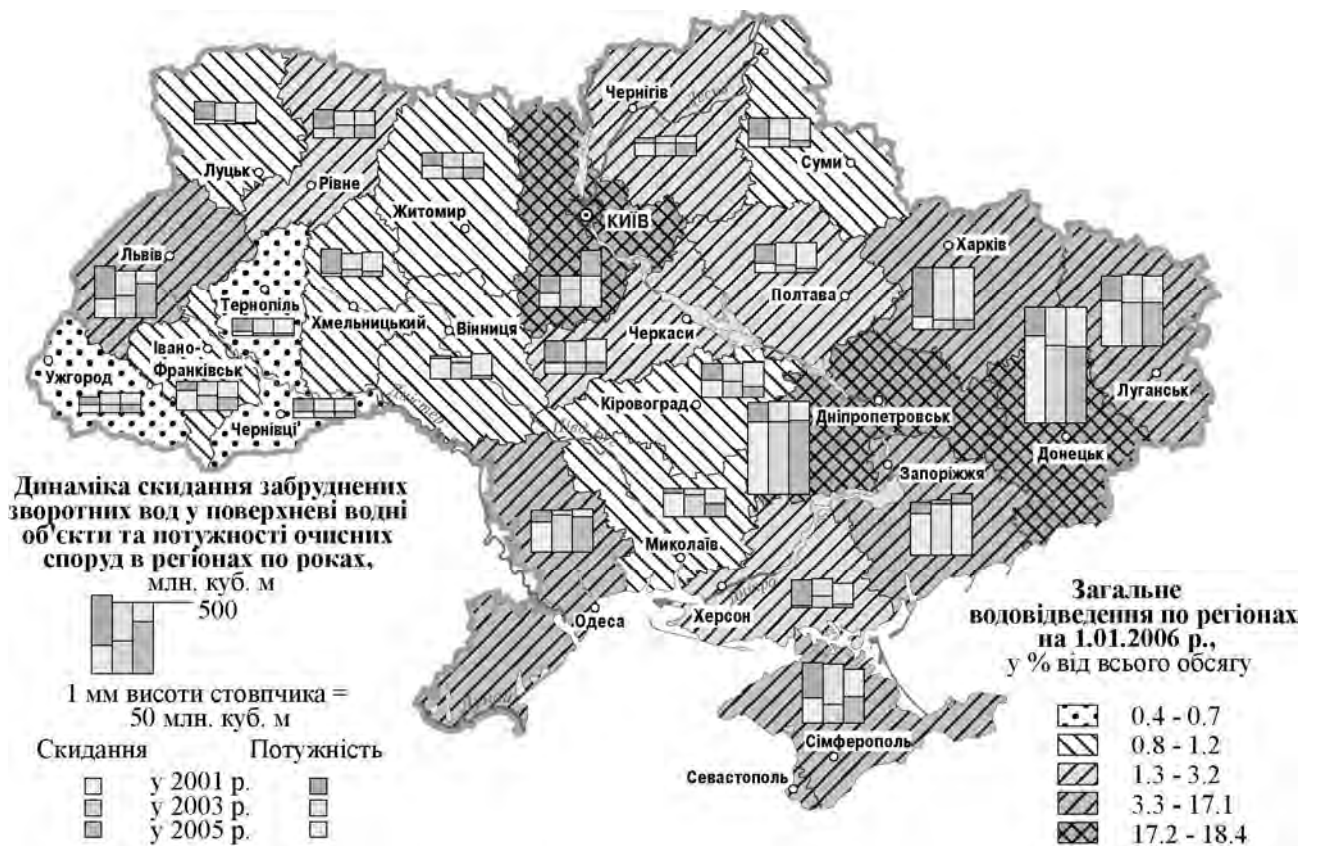 Чернігів
Десна
Луцьк
Рівне
Суми
Житомир
КИЇВ
Львів
Харків
Тернопіль
Полтава
Хмельницький
Вінниця
Черкаси
Івано-
Франківськ
Ужгород
Чернівці
Кіровоград
Дніпропетровськ
Луганськ
Донецьк
Запоріжжя
Дністер
Миколаїв
Херсон
Дніпро
Одеса
Сімферополь
Севастополь
Динаміка скидання забруднених
зворотних вод у поверхневі водні
об'єкти та потужності очисних
споруд в регіонах по роках,
млн. куб. м
500
1 мм висоти стовпчика =
50 млн. куб. м
Скидання Потужність
у 2001 р.
у 2003 р.
у 2005 р.
Загальне
водовідведення по регіонах
на 1.01.2006 р.,
у % від всього обсягу
0.4 - 0.7
0.8 - 1.2
1.3 - 3.2
3.3 - 17.1
17.2 - 18.4